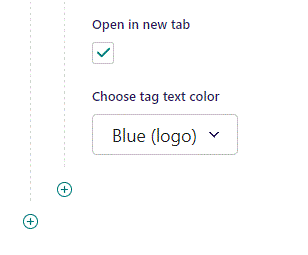 Open in new tab
Choose tag text color
Blue (logo)